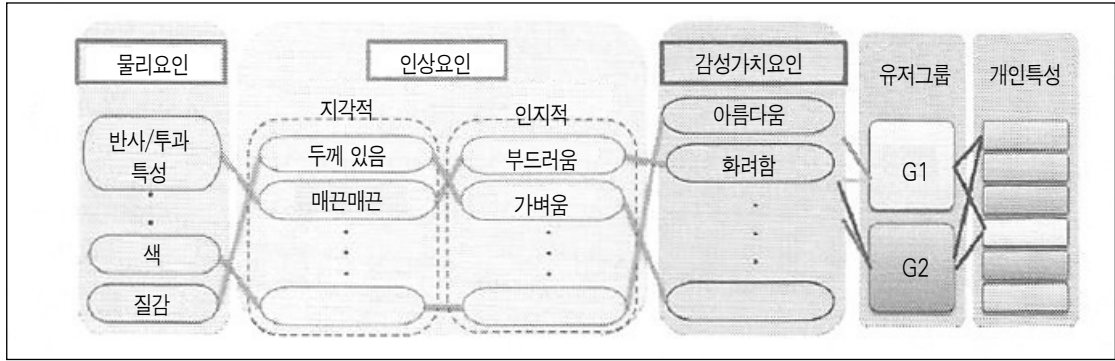 물리요인
인상요인
감성가치요인
유저그룹
개인특성
지각적
인지적
반사/투과
특성
두께 있음
매끈매끈
부드러움
가벼움
아름다움
화려함
색
질감
G1
G2